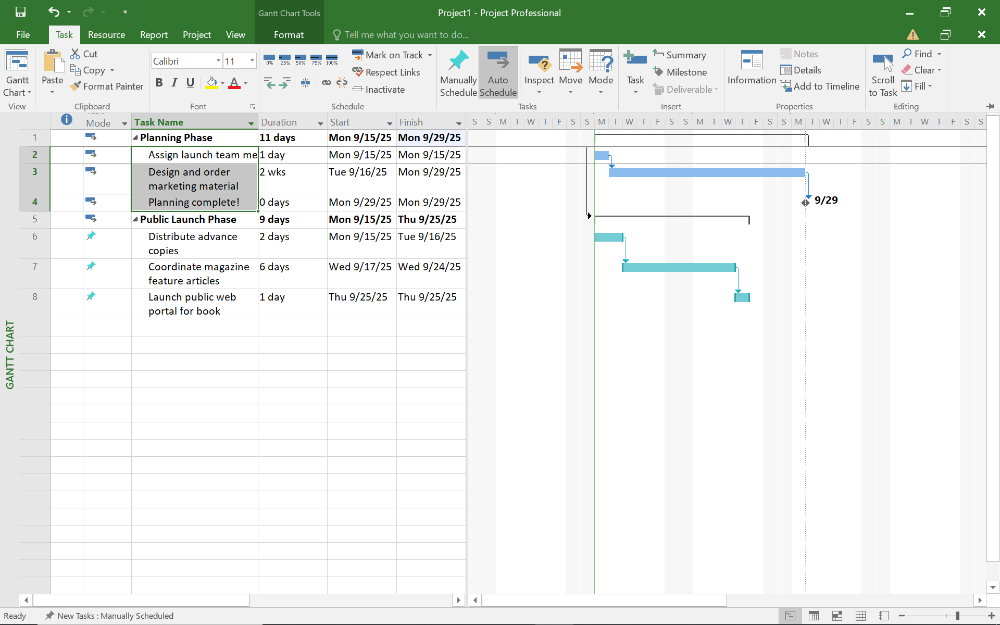 Gantt Chart Tools
Project1 - Project Professional
File Task Resource Report Project View Format Tell me what you want to do...
Gantt Chart
View
Paste
Cut
Copy
Format Painter
Clipboard
Calibri 11
B I U A
Font
0% 25% 50% 75% 100%
Mark on Track
Respect Links
Inactivate
Schedule
Manually Schedule
Auto Schedule
Inspect
Move
Mode
Tasks
Task
Summary
Milestone
Deliverable
Insert
Information
Notes
Details
Add to Timeline
Properties
Scroll to Task
Find
Clear
Fill
Editing
Mode Task Name Duration Start Finish
S S M T W T F S S M T W T F S S M T W T F S S M T W T F S S M T W T F S S
1 Planning Phase 11 days Mon 9/15/25 Mon 9/29/25
2 Assign launch team me 1 day Mon 9/15/25 Mon 9/15/25
3 Design and order 2 wks Tue 9/16/25 Mon 9/29/25
marketing material
4 Planning complete! 0 days Mon 9/29/25 Mon 9/29/25
9/29
5 Public Launch Phase 9 days Mon 9/15/25 Thu 9/25/25
6 Distribute advance 2 days Mon 9/15/25 Tue 9/16/25
copies
7 Coordinate magazine 6 days Wed 9/17/25 Wed 9/24/25
feature articles
8 Launch public web 1 day Thu 9/25/25 Thu 9/25/25
portal for book
GANTT CHART
Ready New Tasks : Manually Scheduled